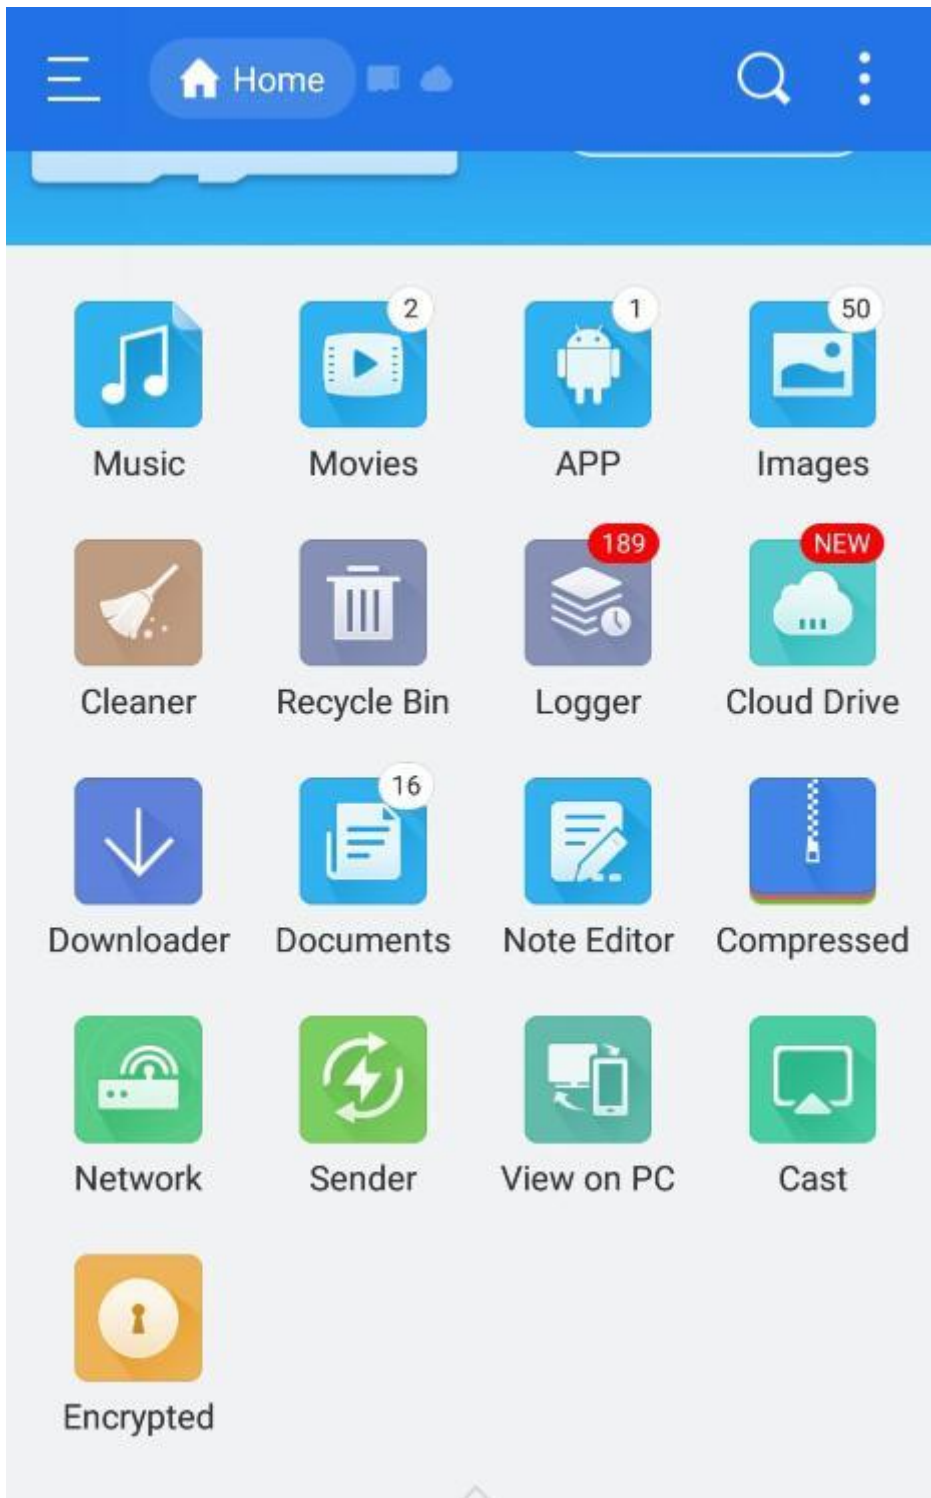 Home
2 1 50
Music Movies APP Images
189 NEW
Cleaner Recycle Bin Logger Cloud Drive
16
Downloader Documents Note Editor Compressed
Network Sender View on PC Cast
Encrypted